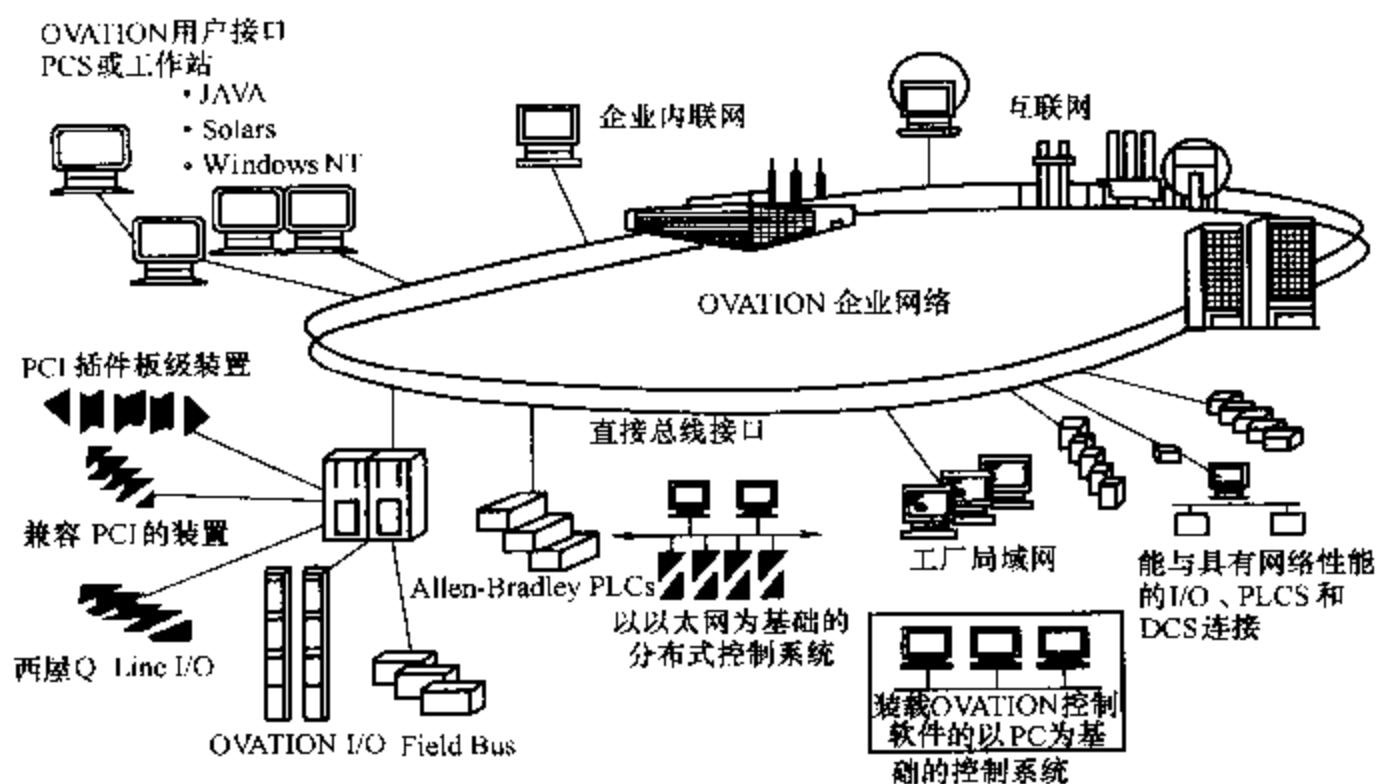 OVATION用户接口
PCS或工作站
• JAVA
• Solars
• Windows NT
企业内联网
互联网
OVATION 企业网络
PCI 插件板级装置
直接总线接口
兼容 PCI的装置
Allen-Bradley PLCs
工厂局域网
能与具有网络性能
的I/O、PLCS 和
DCS连接
以以太网为基础的
分布式控制系统
西屋Q Line I/O
OVATION I/O
Field Bus
装载OVATION控制
软件的以PC为基
础的控制系统